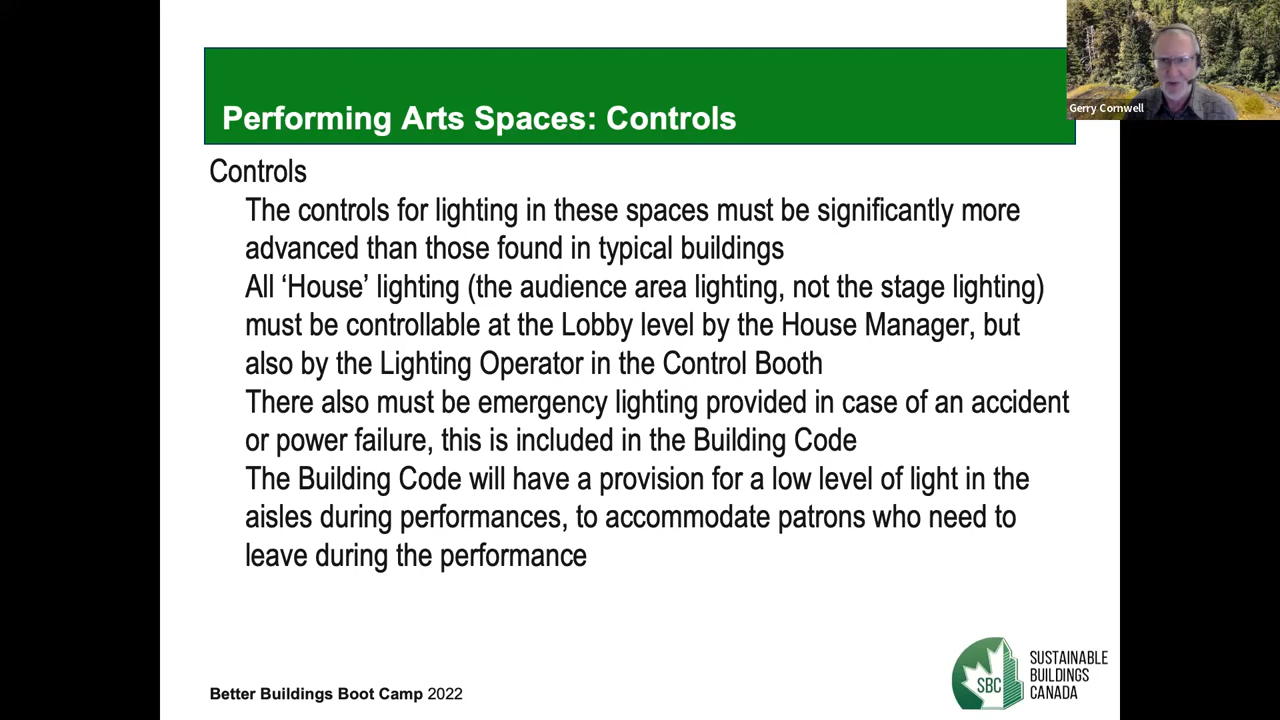 Performing Arts Spaces: Controls
Gerry Cornwell
Controls
The controls for lighting in these spaces must be significantly more
advanced than those found in typical buildings
All ‘House’ lighting (the audience area lighting, not the stage lighting)
must be controllable at the Lobby level by the House Manager, but
also by the Lighting Operator in the Control Booth
There also must be emergency lighting provided in case of an accident
or power failure, this is included in the Building Code
The Building Code will have a provision for a low level of light in the
aisles during performances, to accommodate patrons who need to
leave during the performance
Better Buildings Boot Camp 2022
SBC
SUSTAINABLE
BUILDINGS
CANADA